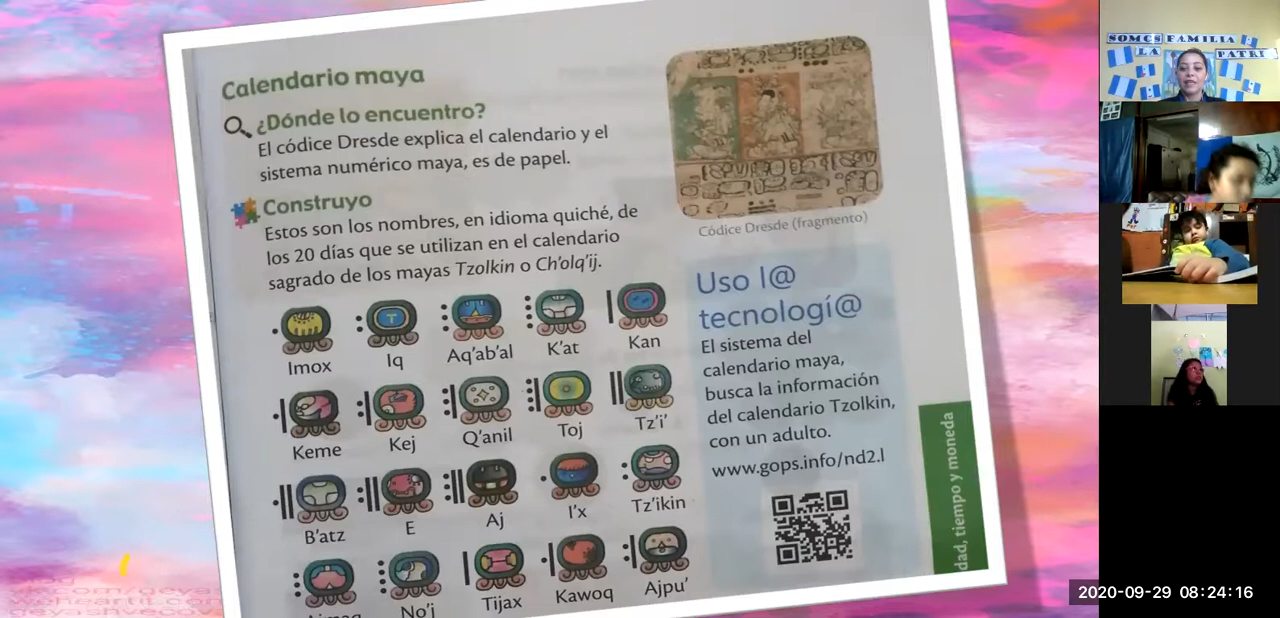 Calendario maya
¿Dónde lo encuentro?
El códice Dresde explica el calendario y el
sistema numérico maya, es de papel.
Construyo
Estos son los nombres, en idioma quiché, de
los 20 días que se utilizan en el calendario
sagrado de los mayas Tzolkin o Ch'olq'ij.
Imox
Iq
Aq'ab'al
K'at
Kan
Keme
Kej
Q'anil
Toj
Tz'i'
B'atz
E
Aj
I'x
Tz'ikin
No'j
Tijax
Kawoq
Ajpu'
Códice Dresde (fragmento)
Uso l@
tecnologí@
El sistema del
calendario maya,
busca la información
del calendario Tzolkin,
con un adulto.
www.gops.info/nd2.l
dad, tiempo y moneda
SOMOS FAMILIA
LA PATRI
2020-09-29 08:24:16